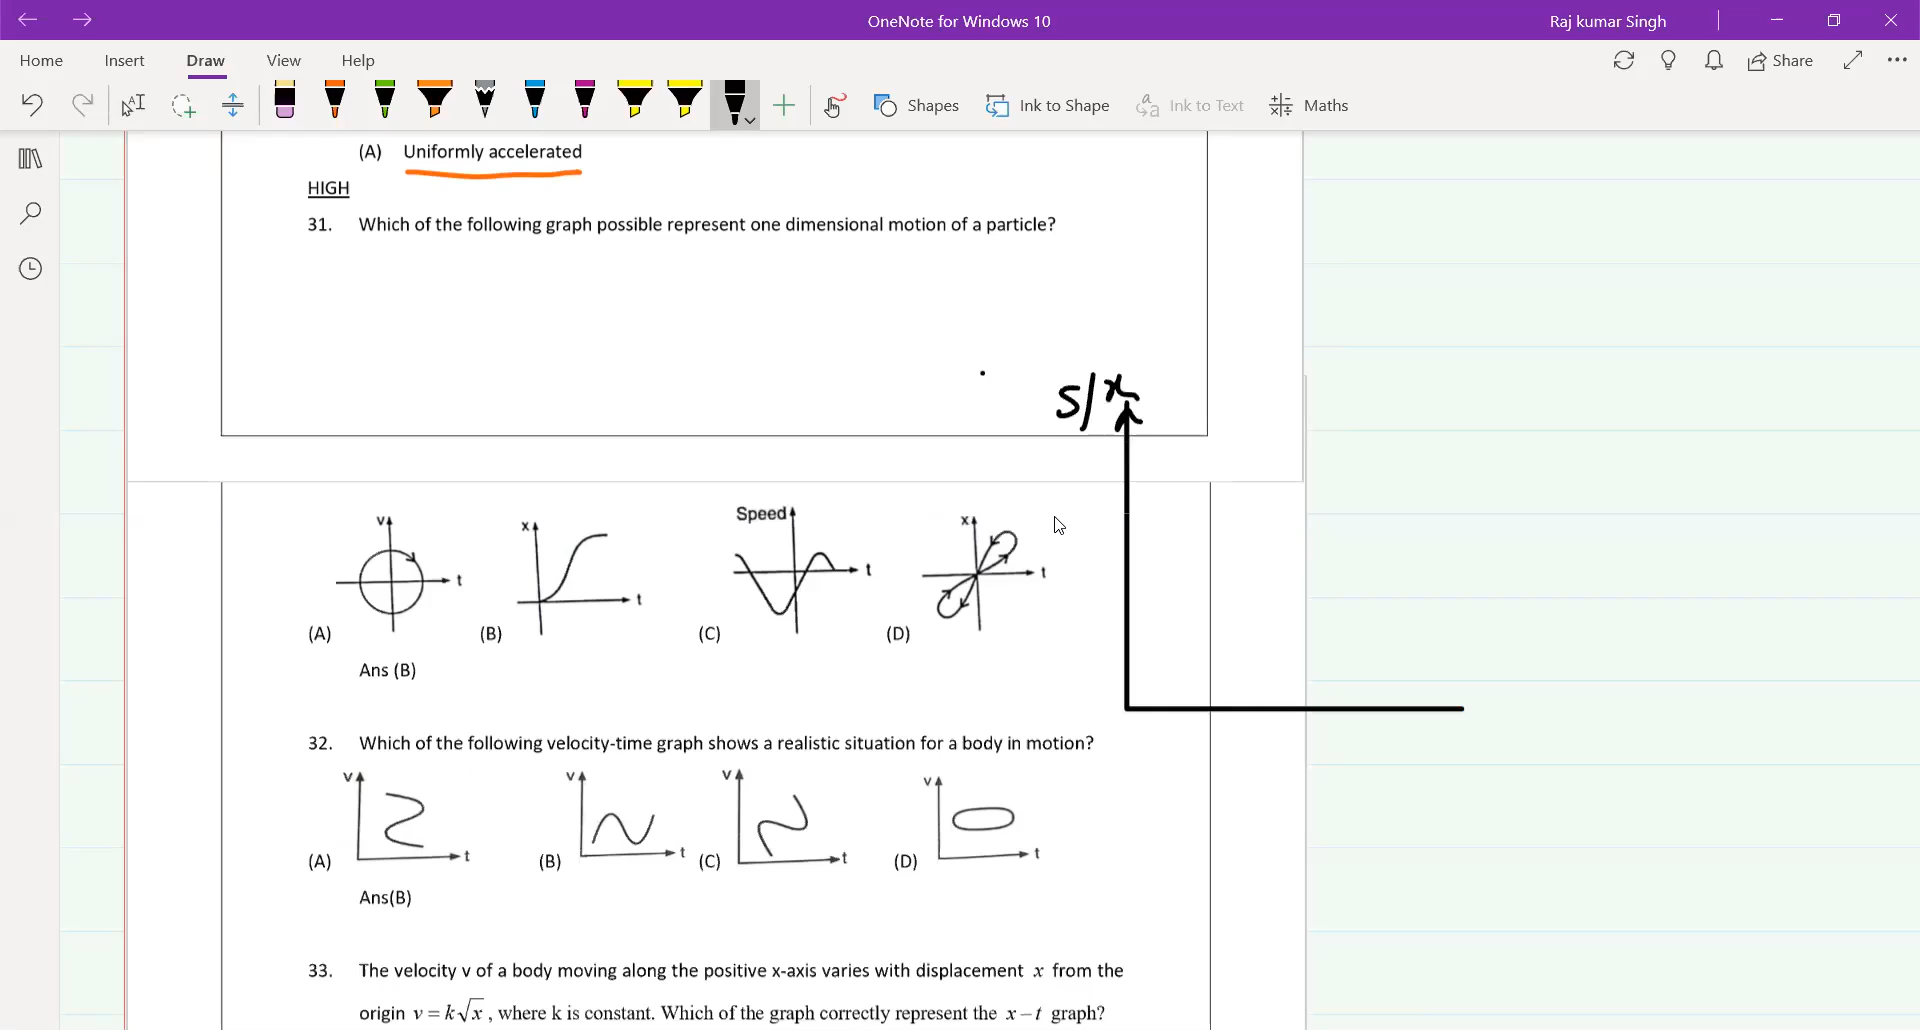 OneNote for Windows 10
Raj kumar Singh
Home Insert Draw View Help
Share
Shapes Ink to Shape Ink to Text Maths
(A) Uniformly accelerated
HIGH
31. Which of the following graph possible represent one dimensional motion of a particle?
S/x
v t
x t
Speed t
x t
(A) (B) (C) (D)
Ans (B)
32. Which of the following velocity-time graph shows a realistic situation for a body in motion?
v t
v t
v t
v t
(A) (B) (C) (D)
Ans(B)
33. The velocity v of a body moving along the positive x-axis varies with displacement x from the
origin v = k√x , where k is constant. Which of the graph correctly represent the x – t graph?